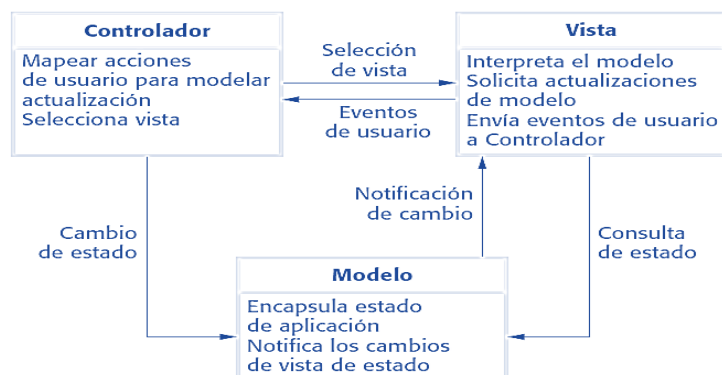 Controlador
Mapear acciones
de usuario para modelar
actualización
Selecciona vista
Selección
de vista
Eventos
de usuario
Vista
Interpreta el modelo
Solicita actualizaciones
de modelo
Envía eventos de usuario
a Controlador
Cambio
de estado
Notificación
de cambio
Consulta
de estado
Modelo
Encapsula estado
de aplicación
Notifica los cambios
de vista de estado